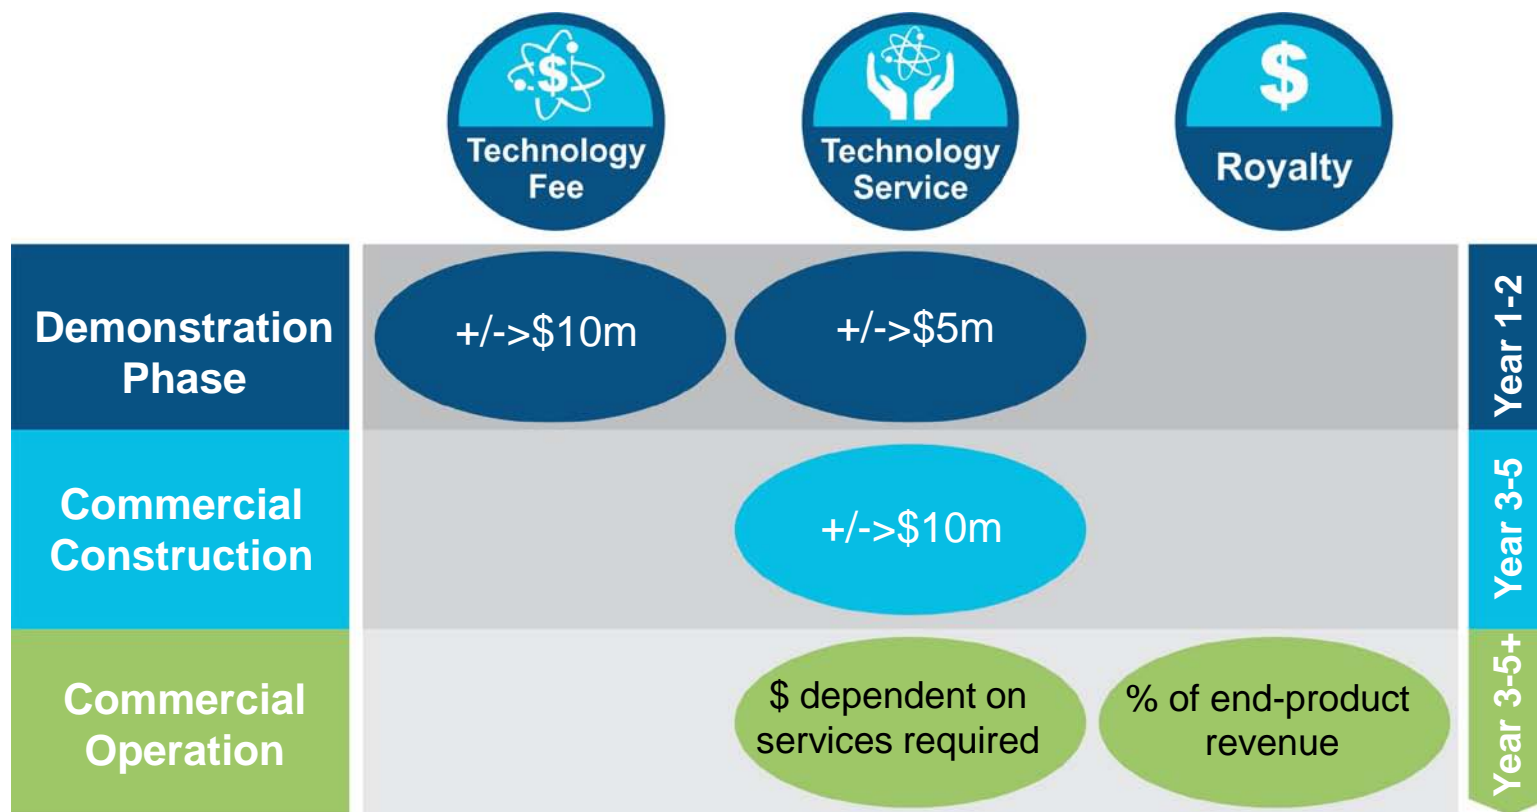 $
Technology
Fee
Technology
Service
$
Royalty
Demonstration
Phase
+/->$10m
+/->$5m
Year 1-2
Commercial
Construction
+/->$10m
Year 3-5
Commercial
Operation
$ dependent on
services required
% of end-product
revenue
Year 3-5+